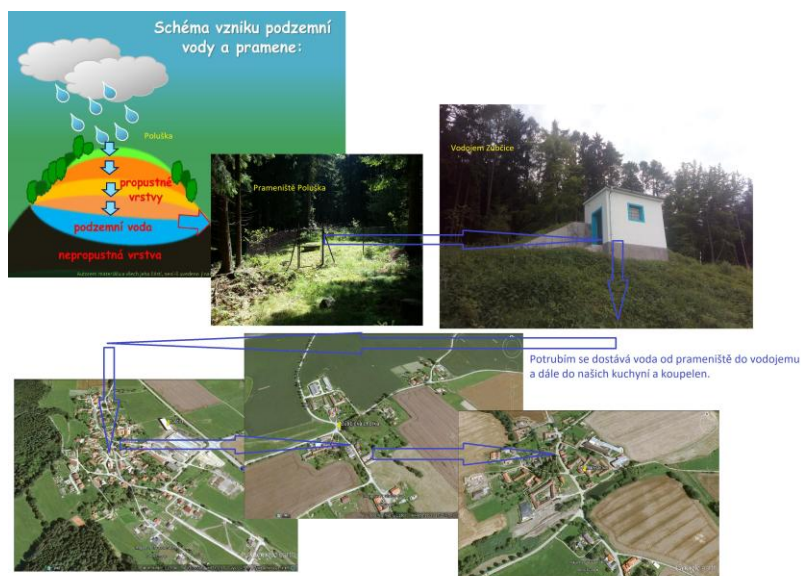 Schéma vzniku podzemní
vody a pramene:
Poluška
propustné
vrstvy
podzemní voda
nepropustná vrstva
Prameniště Poluška
Vodojem Zubčice
Potrubím se dostává voda od prameniště do vodojemu
a dále do našich kuchyní a koupelen.